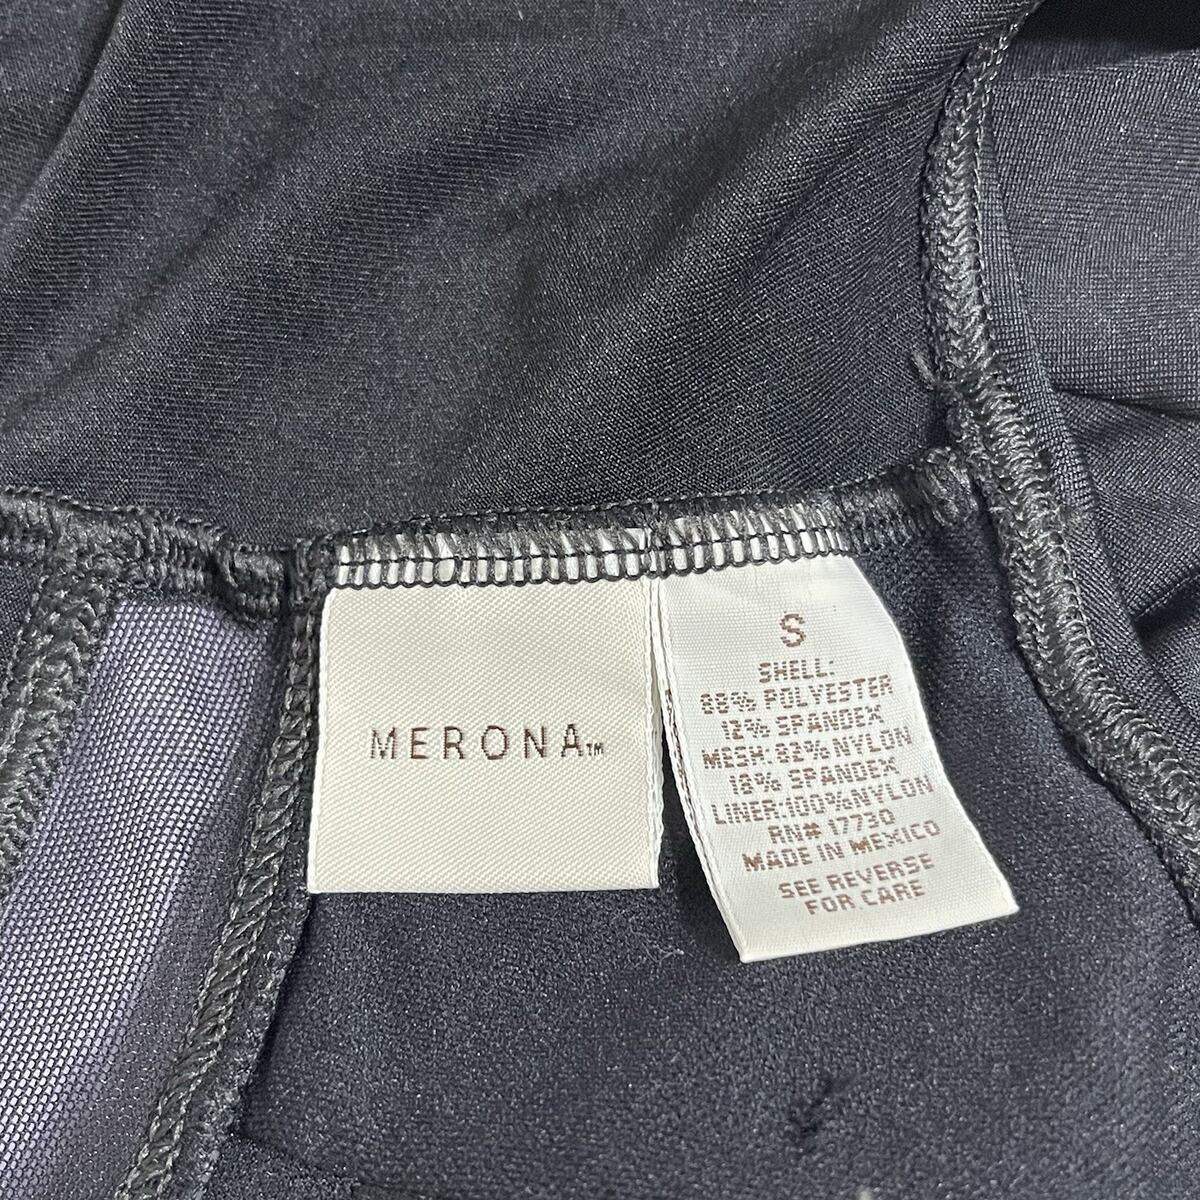 MERONA™
S
SHELL:
88% POLYESTER
12% SPANDEX
MESH: 82% NYLON
18% SPANDEX
LINER:100%NYLON
RN# 17730
MADE IN MEXICO
SEE REVERSE
FOR CARE